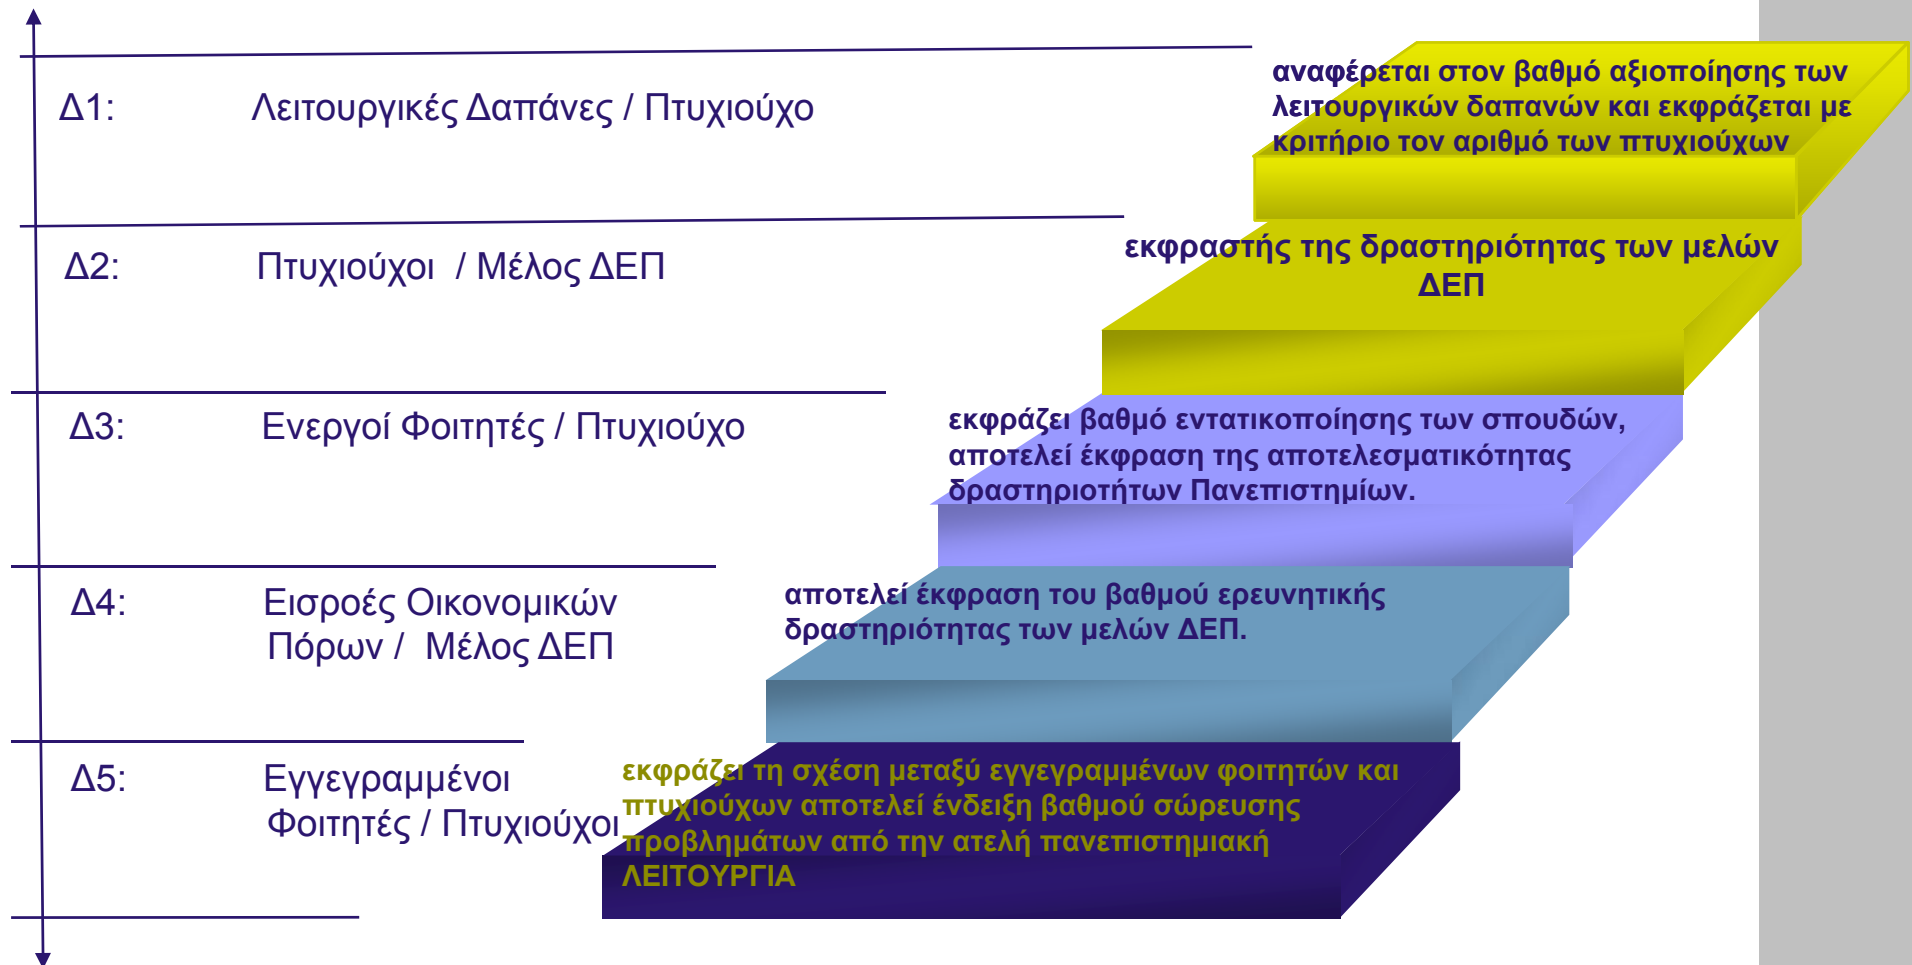 Δ1: Λειτουργικές Δαπάνες / Πτυχιούχο
αναφέρεται στον βαθμό αξιοποίησης των
λειτουργικών δαπανών και εκφράζεται με
κριτήριο τον αριθμό των πτυχιούχων
Δ2: Πτυχιούχοι / Μέλος ΔΕΠ
εκφραστής της δραστηριότητας των μελών
ΔΕΠ
Δ3: Ενεργοί Φοιτητές / Πτυχιούχο
εκφράζει βαθμό εντατικοποίησης των σπουδών,
αποτελεί έκφραση της αποτελεσματικότητας
δραστηριοτήτων Πανεπιστημίων.
Δ4: Εισροές Οικονομικών
Πόρων / Μέλος ΔΕΠ
αποτελεί έκφραση του βαθμού ερευνητικής
δραστηριότητας των μελών ΔΕΠ.
Δ5: Εγγεγραμμένοι
Φοιτητές / Πτυχιούχοι
εκφράζει τη σχέση μεταξύ εγγεγραμμένων φοιτητών και
πτυχιούχων αποτελεί ένδειξη βαθμού σώρευσης
προβλημάτων από την ατελή πανεπιστημιακή
ΛΕΙΤΟΥΡΓΙΑ